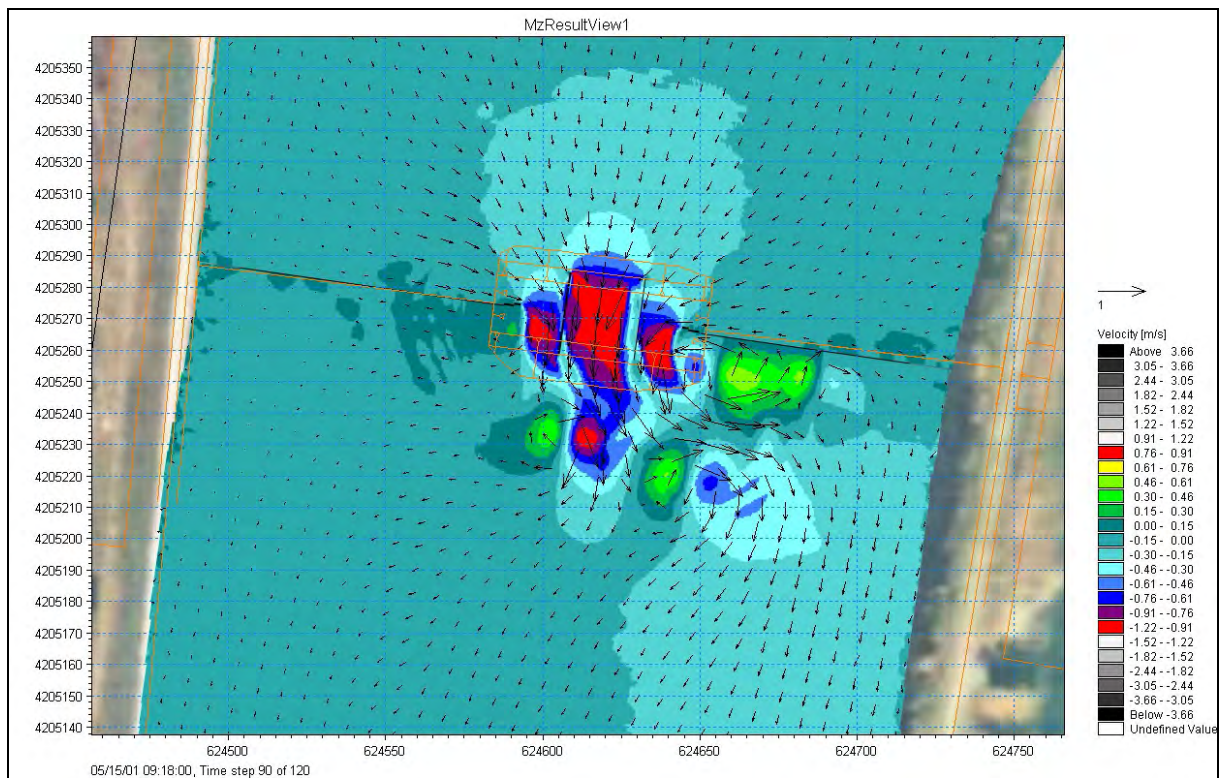 MzResultView1
4205350
4205340
4205330
4205320
4205310
4205300
4205290
4205280
4205270
4205260
4205250
4205240
4205230
4205220
4205210
4205200
4205190
4205180
4205170
4205160
4205150
4205140
624500 624550 624600 624650 624700 624750
05/15/01 09:18:00, Time step 90 of 120
1
Velocity [m/s]
Above 3.66
3.05 - 3.66
2.44 - 3.05
1.82 - 2.44
1.52 - 1.82
1.22 - 1.52
0.91 - 1.22
0.76 - 0.91
0.61 - 0.76
0.46 - 0.61
0.30 - 0.46
0.15 - 0.30
0.00 - 0.15
-0.15 - 0.00
-0.30 - -0.15
-0.46 - -0.30
-0.61 - -0.46
-0.76 - -0.61
-0.91 - -0.76
-1.22 - -0.91
-1.52 - -1.22
-1.82 - -1.52
-2.44 - -1.82
-3.05 - -2.44
-3.66 - -3.05
Below -3.66
Undefined Value